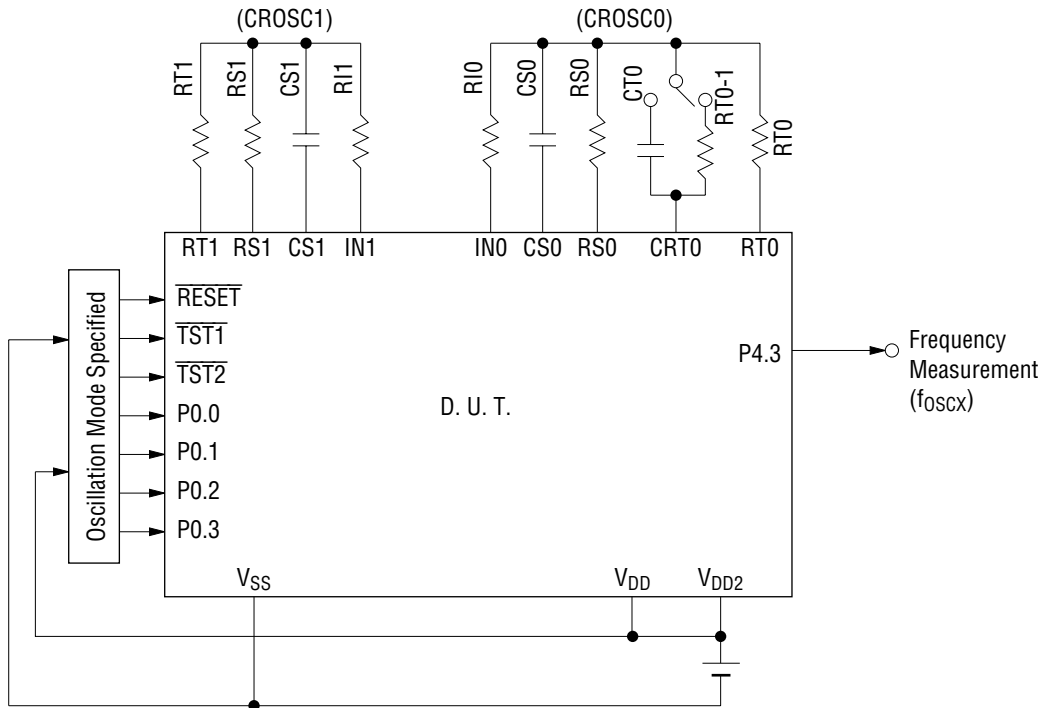 (CROSC1)
(CROSC0)
RT1
RS1
CS1
RI1
RI0
CS0
RS0
CT0
RT0-1
RT0
RT1 RS1 CS1 IN1 IN0 CS0 RS0 CRT0 RT0
Oscillation Mode Specified
RESET
TST1
TST2
P0.0
P0.1
P0.2
P0.3
D. U. T.
P4.3
Frequency
Measurement
(fOSCX)
VSS VDD VDD2